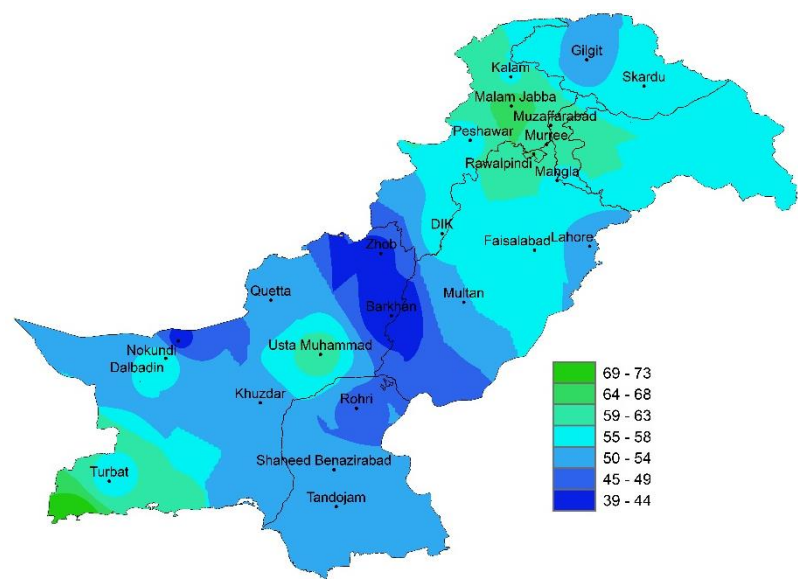 Gilgit
Kalam
Skardu
Malam Jabba
Muzaffarabad
Peshawar
Murree
Rawalpindi
Mangla
DIK
Zhob
Faisalabad
Lahore
Quetta
Barkhan
Multan
Nokundi
Usta Muhammad
Dalbadin
Khuzdar
Rohri
Turbat
Shaheed Benazirabad
Tandojam
69 - 73
64 - 68
59 - 63
55 - 58
50 - 54
45 - 49
39 - 44